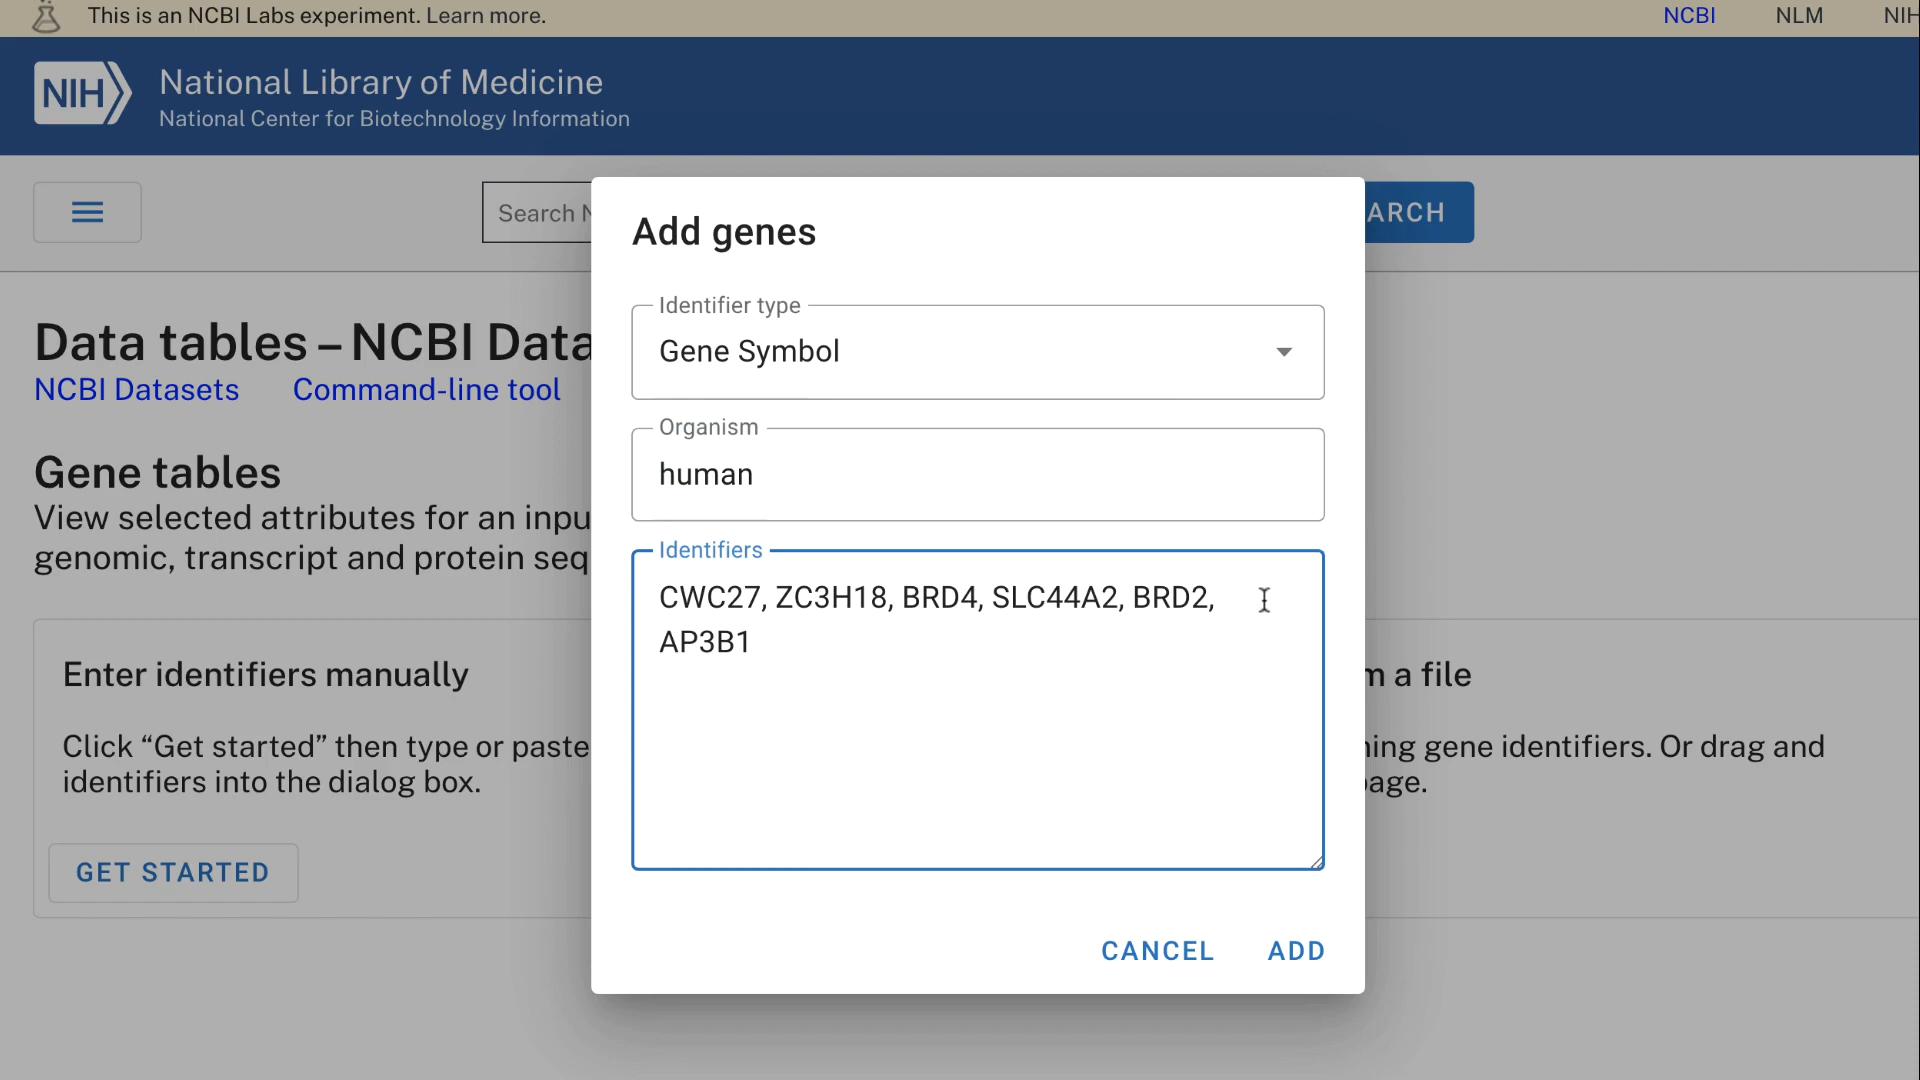 This is an NCBI Labs experiment. Learn more.
NCBI NLM NIH
NIH
National Library of Medicine
National Center for Biotechnology Information
Search N
ARCH
Add genes
Identifier type
Gene Symbol
Organism
human
Identifiers
CWC27, ZC3H18, BRD4, SLC44A2, BRD2,
AP3B1
CANCEL ADD
Data tables – NCBI Data
NCBI Datasets Command-line tool
Gene tables
View selected attributes for an inpu
genomic, transcript and protein seq
Enter identifiers manually
Click “Get started” then type or paste
identifiers into the dialog box.
GET STARTED
m a file
ing gene identifiers. Or drag and
page.